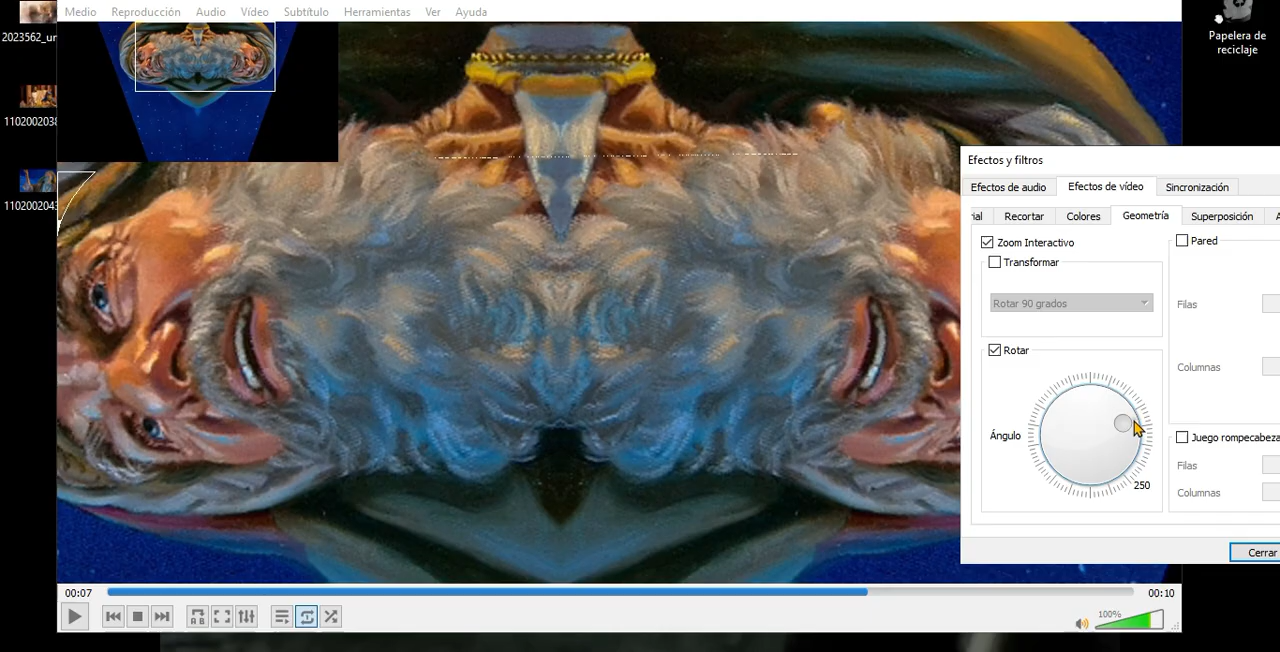 Medio Reproducción Audio Vídeo Subtítulo Herramientas Ver Ayuda
2023562_ur
1102002038
1102002043
Papelera de
reciclaje
Efectos y filtros
Efectos de audio Efectos de vídeo Sincronización
ial Recortar Colores Geometría Superposición A
Zoom Interactivo
Transformar
Rotar 90 grados
Rotar
Ángulo
250
Pared
Filas
Columnas
Juego rompecabeza
Filas
Columnas
Cerrar
00:07
00:10
A B
100%